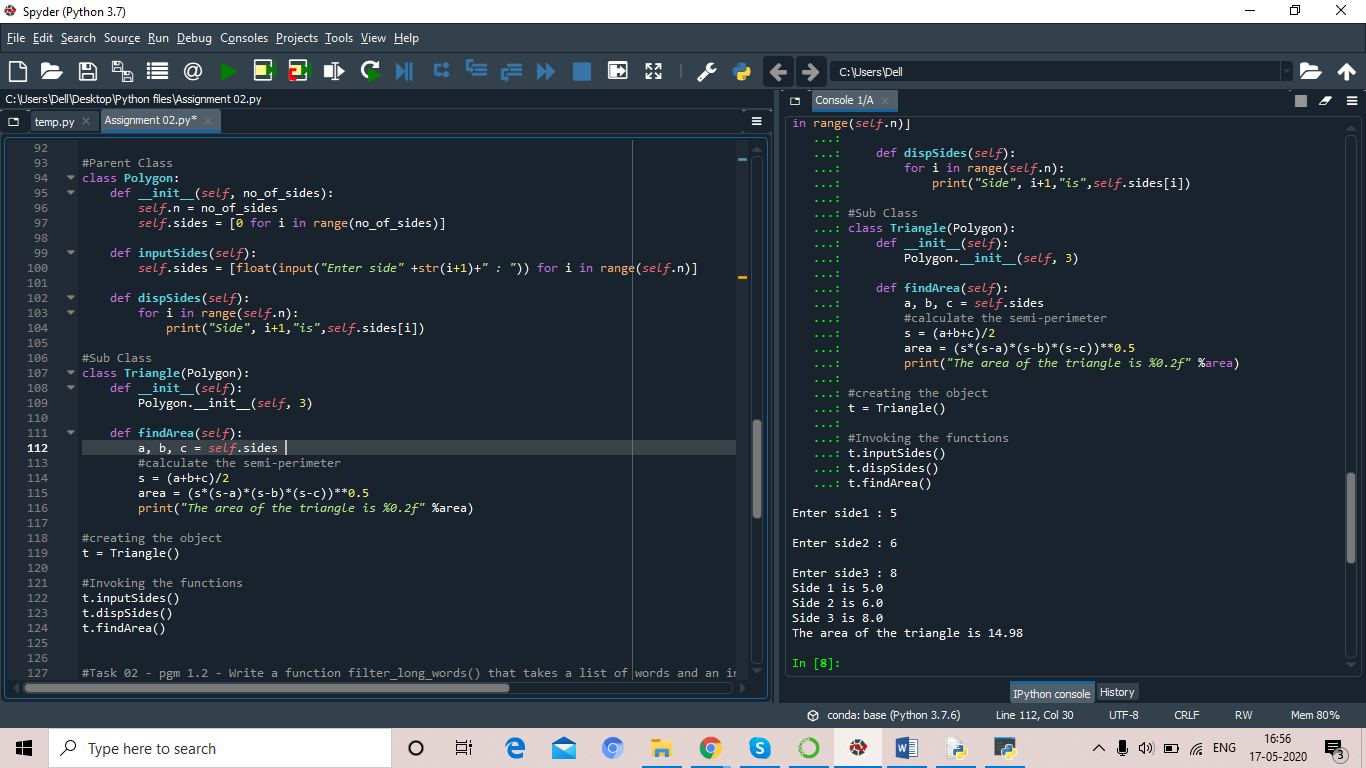 Spyder (Python 3.7)
File Edit Search Source Run Debug Consoles Projects Tools View Help
C:\Users\Dell
C:\Users\Dell\Desktop\Python files\Assignment 02.py
temp.py Assignment 02.py*
92
93 #Parent Class
94 class Polygon:
95     def __init__(self, no_of_sides):
96         self.n = no_of_sides
97         self.sides = [0 for i in range(no_of_sides)]
98
99     def inputSides(self):
100         self.sides = [float(input("Enter side" +str(i+1)+" : ")) for i in range(self.n)]
101
102     def dispSides(self):
103         for i in range(self.n):
104             print("Side", i+1,"is",self.sides[i])
105
106 #Sub Class
107 class Triangle(Polygon):
108     def __init__(self):
109         Polygon.__init__(self, 3)
110
111     def findArea(self):
112         a, b, c = self.sides
113         #calculate the semi-perimeter
114         s = (a+b+c)/2
115         area = (s*(s-a)*(s-b)*(s-c))**0.5
116         print("The area of the triangle is %0.2f" %area)
117
118 #creating the object
119 t = Triangle()
120
121 #Invoking the functions
122 t.inputSides()
123 t.dispSides()
124 t.findArea()
125
126
127 #Task 02 - pgm 1.2 - Write a function filter_long_words() that takes a list of words and an in
Console 1/A
in range(self.n)]
...:
...:     def dispSides(self):
...:         for i in range(self.n):
...:             print("Side", i+1,"is",self.sides[i])
...:
...: #Sub Class
...: class Triangle(Polygon):
...:     def __init__(self):
...:         Polygon.__init__(self, 3)
...:
...:     def findArea(self):
...:         a, b, c = self.sides
...:         #calculate the semi-perimeter
...:         s = (a+b+c)/2
...:         area = (s*(s-a)*(s-b)*(s-c))**0.5
...:         print("The area of the triangle is %0.2f" %area)
...:
...: #creating the object
...: t = Triangle()
...:
...: #Invoking the functions
...: t.inputSides()
...: t.dispSides()
...: t.findArea()
Enter side1 : 5
Enter side2 : 6
Enter side3 : 8
Side 1 is 5.0
Side 2 is 6.0
Side 3 is 8.0
The area of the triangle is 14.98
In [8]:
IPython console History
conda: base (Python 3.7.6) Line 112, Col 30 UTF-8 CRLF RW Mem 80%
Type here to search
ENG
16:56
17-05-2020
3